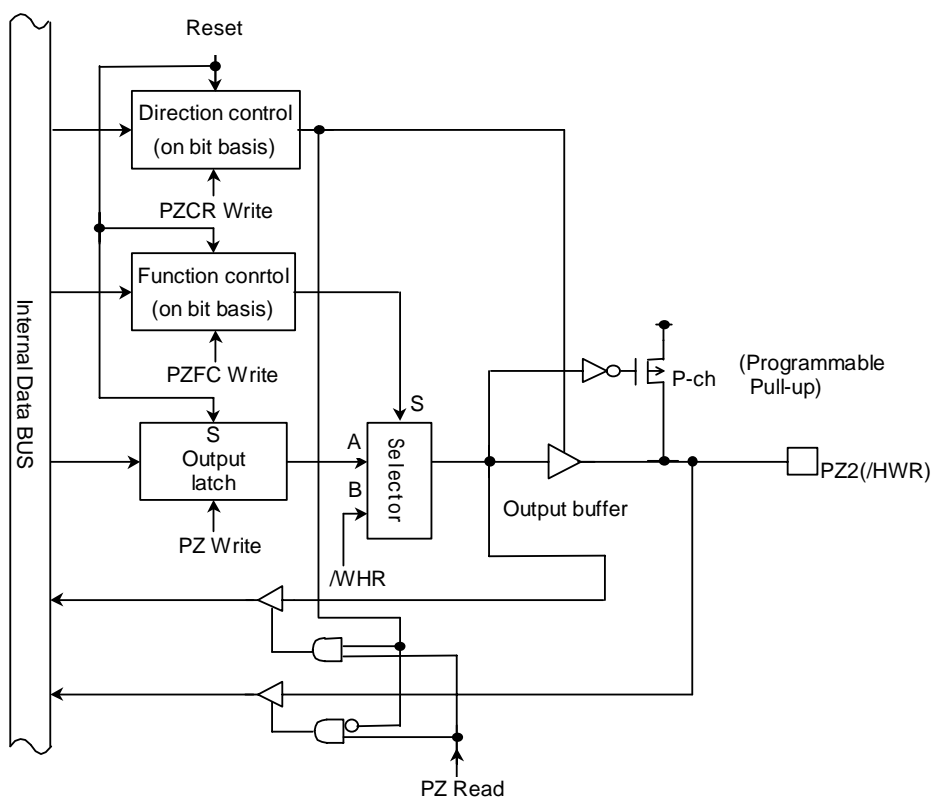 Reset
Direction control
(on bit basis)
PZCR Write
Function conrtol
(on bit basis)
PZFC Write
Internal Data BUS
S
Output
latch
PZ Write
A
B
S
Selector
/WHR
P-ch
(Programmable
Pull-up)
Output buffer
PZ2(/HWR)
PZ Read